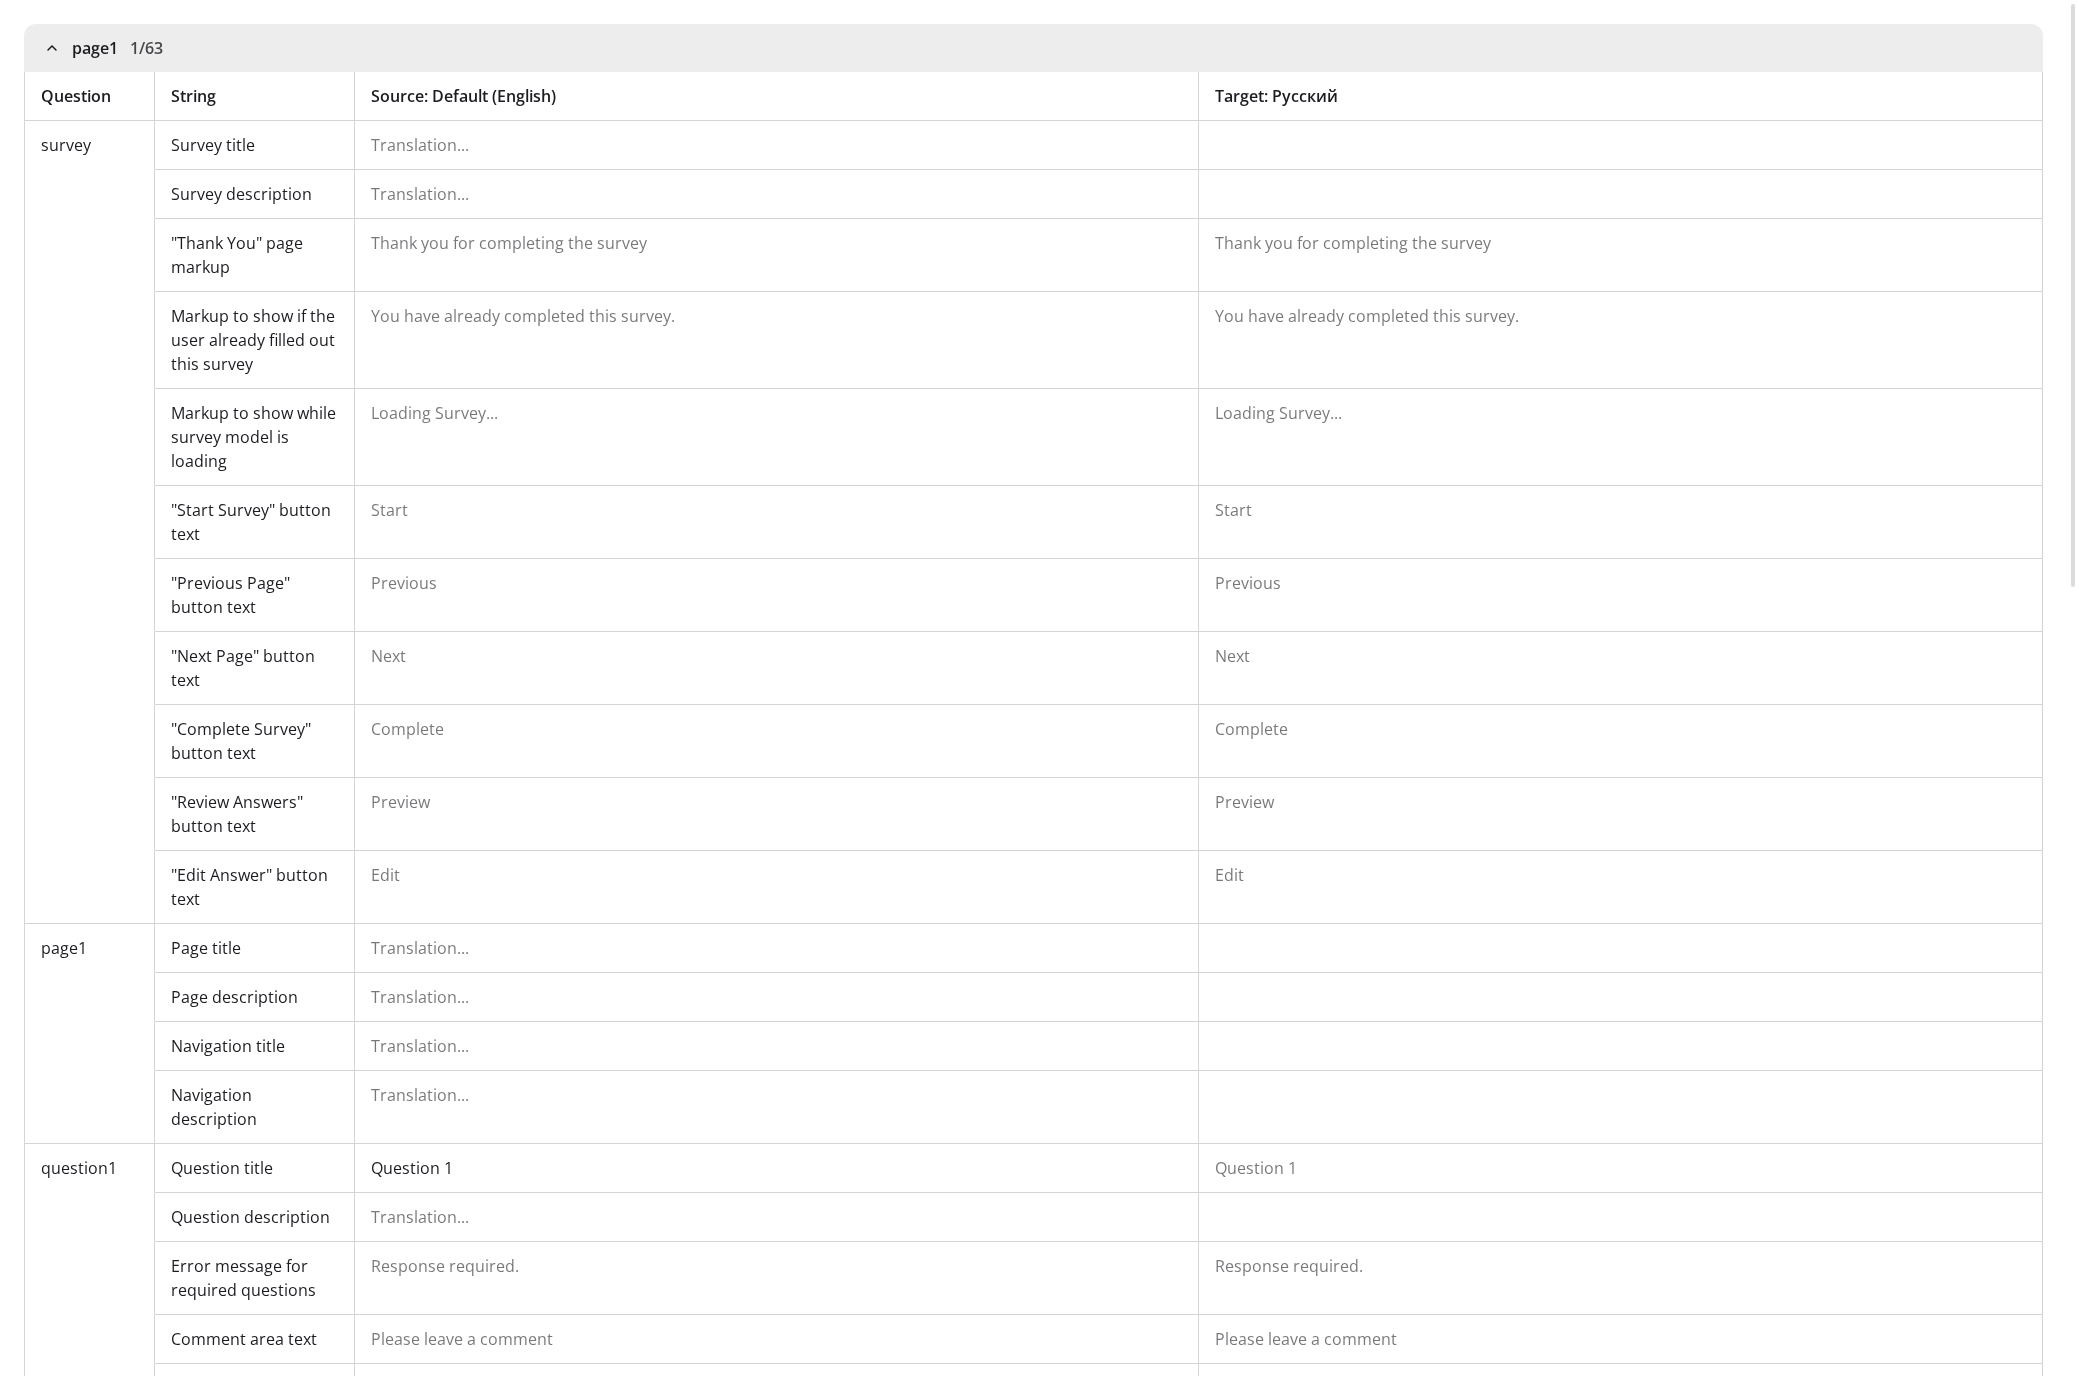 page1 1/63
Question String Source: Default (English) Target: Русский
survey Survey title Translation...
Survey description Translation...
"Thank You" page Thank you for completing the survey Thank you for completing the survey
markup
Markup to show if the You have already completed this survey. You have already completed this survey.
user already filled out
this survey
Markup to show while Loading Survey... Loading Survey...
survey model is
loading
"Start Survey" button Start Start
text
"Previous Page" Previous Previous
button text
"Next Page" button Next Next
text
"Complete Survey" Complete Complete
button text
"Review Answers" Preview Preview
button text
"Edit Answer" button Edit Edit
text
page1 Page title Translation...
Page description Translation...
Navigation title Translation...
Navigation Translation...
description
question1 Question title Question 1 Question 1
Question description Translation...
Error message for Response required. Response required.
required questions
Comment area text Please leave a comment Please leave a comment